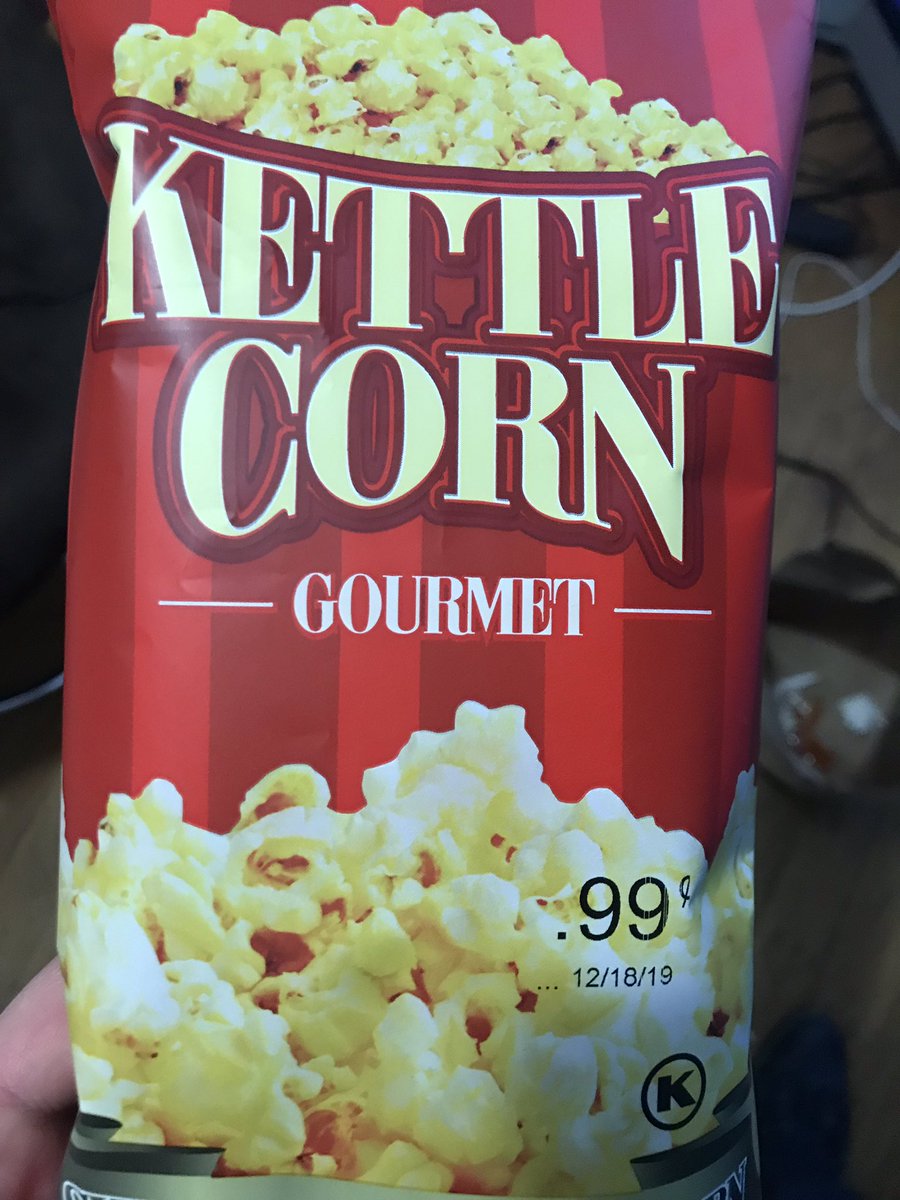 KETTLE
CORN
GOURMET
.99¢
... 12/18/19
K